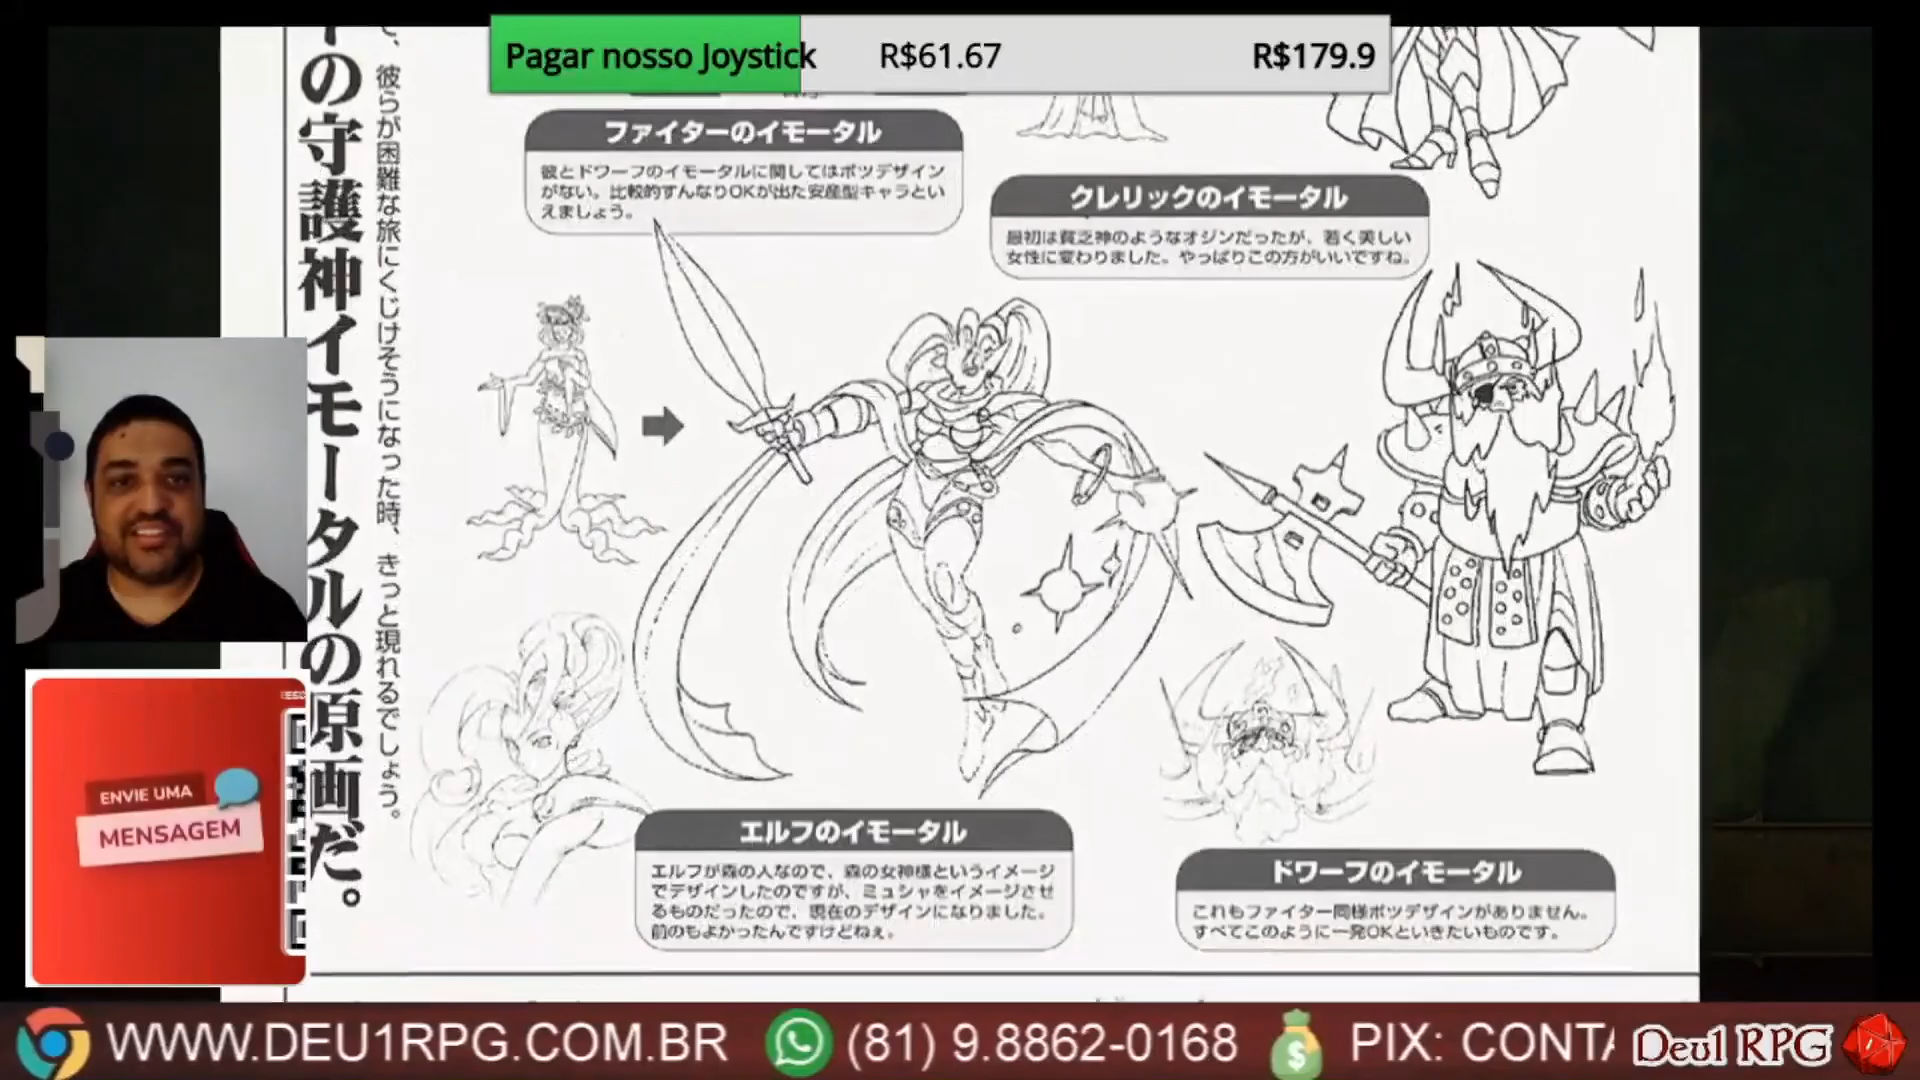 Pagar nosso Joystick R$61.67 R$179.9
の守護神イモータルの原画だ。
彼らが困難な旅にくじけそうになった時、きっと現れるでしょう。
ファイターのイモータル
彼とドワーフのイモータルに関してはボツデザイン
がない。比較的すんなりOKが出た安産型キャラとい
えましょう。
クレリックのイモータル
最初は貧乏神のようなオジンだったが、若く美しい
女性に変わりました。やっぱりこの方がいいですね。
エルフのイモータル
エルフが森の人なので、森の女神様というイメージ
でデザインしたのですが、ミュシャをイメージさせ
るものだったので、現在のデザインになりました。
前のもよかったんですけどねぇ。
ドワーフのイモータル
これもファイター同様ボツデザインがありません。
すべてこのように一発OKといきたいものです。
ENVIE UMA
MENSAGEM
WWW.DEU1RPG.COM.BR (81) 9.8862-0168 PIX: CONTA Deu1 RPG